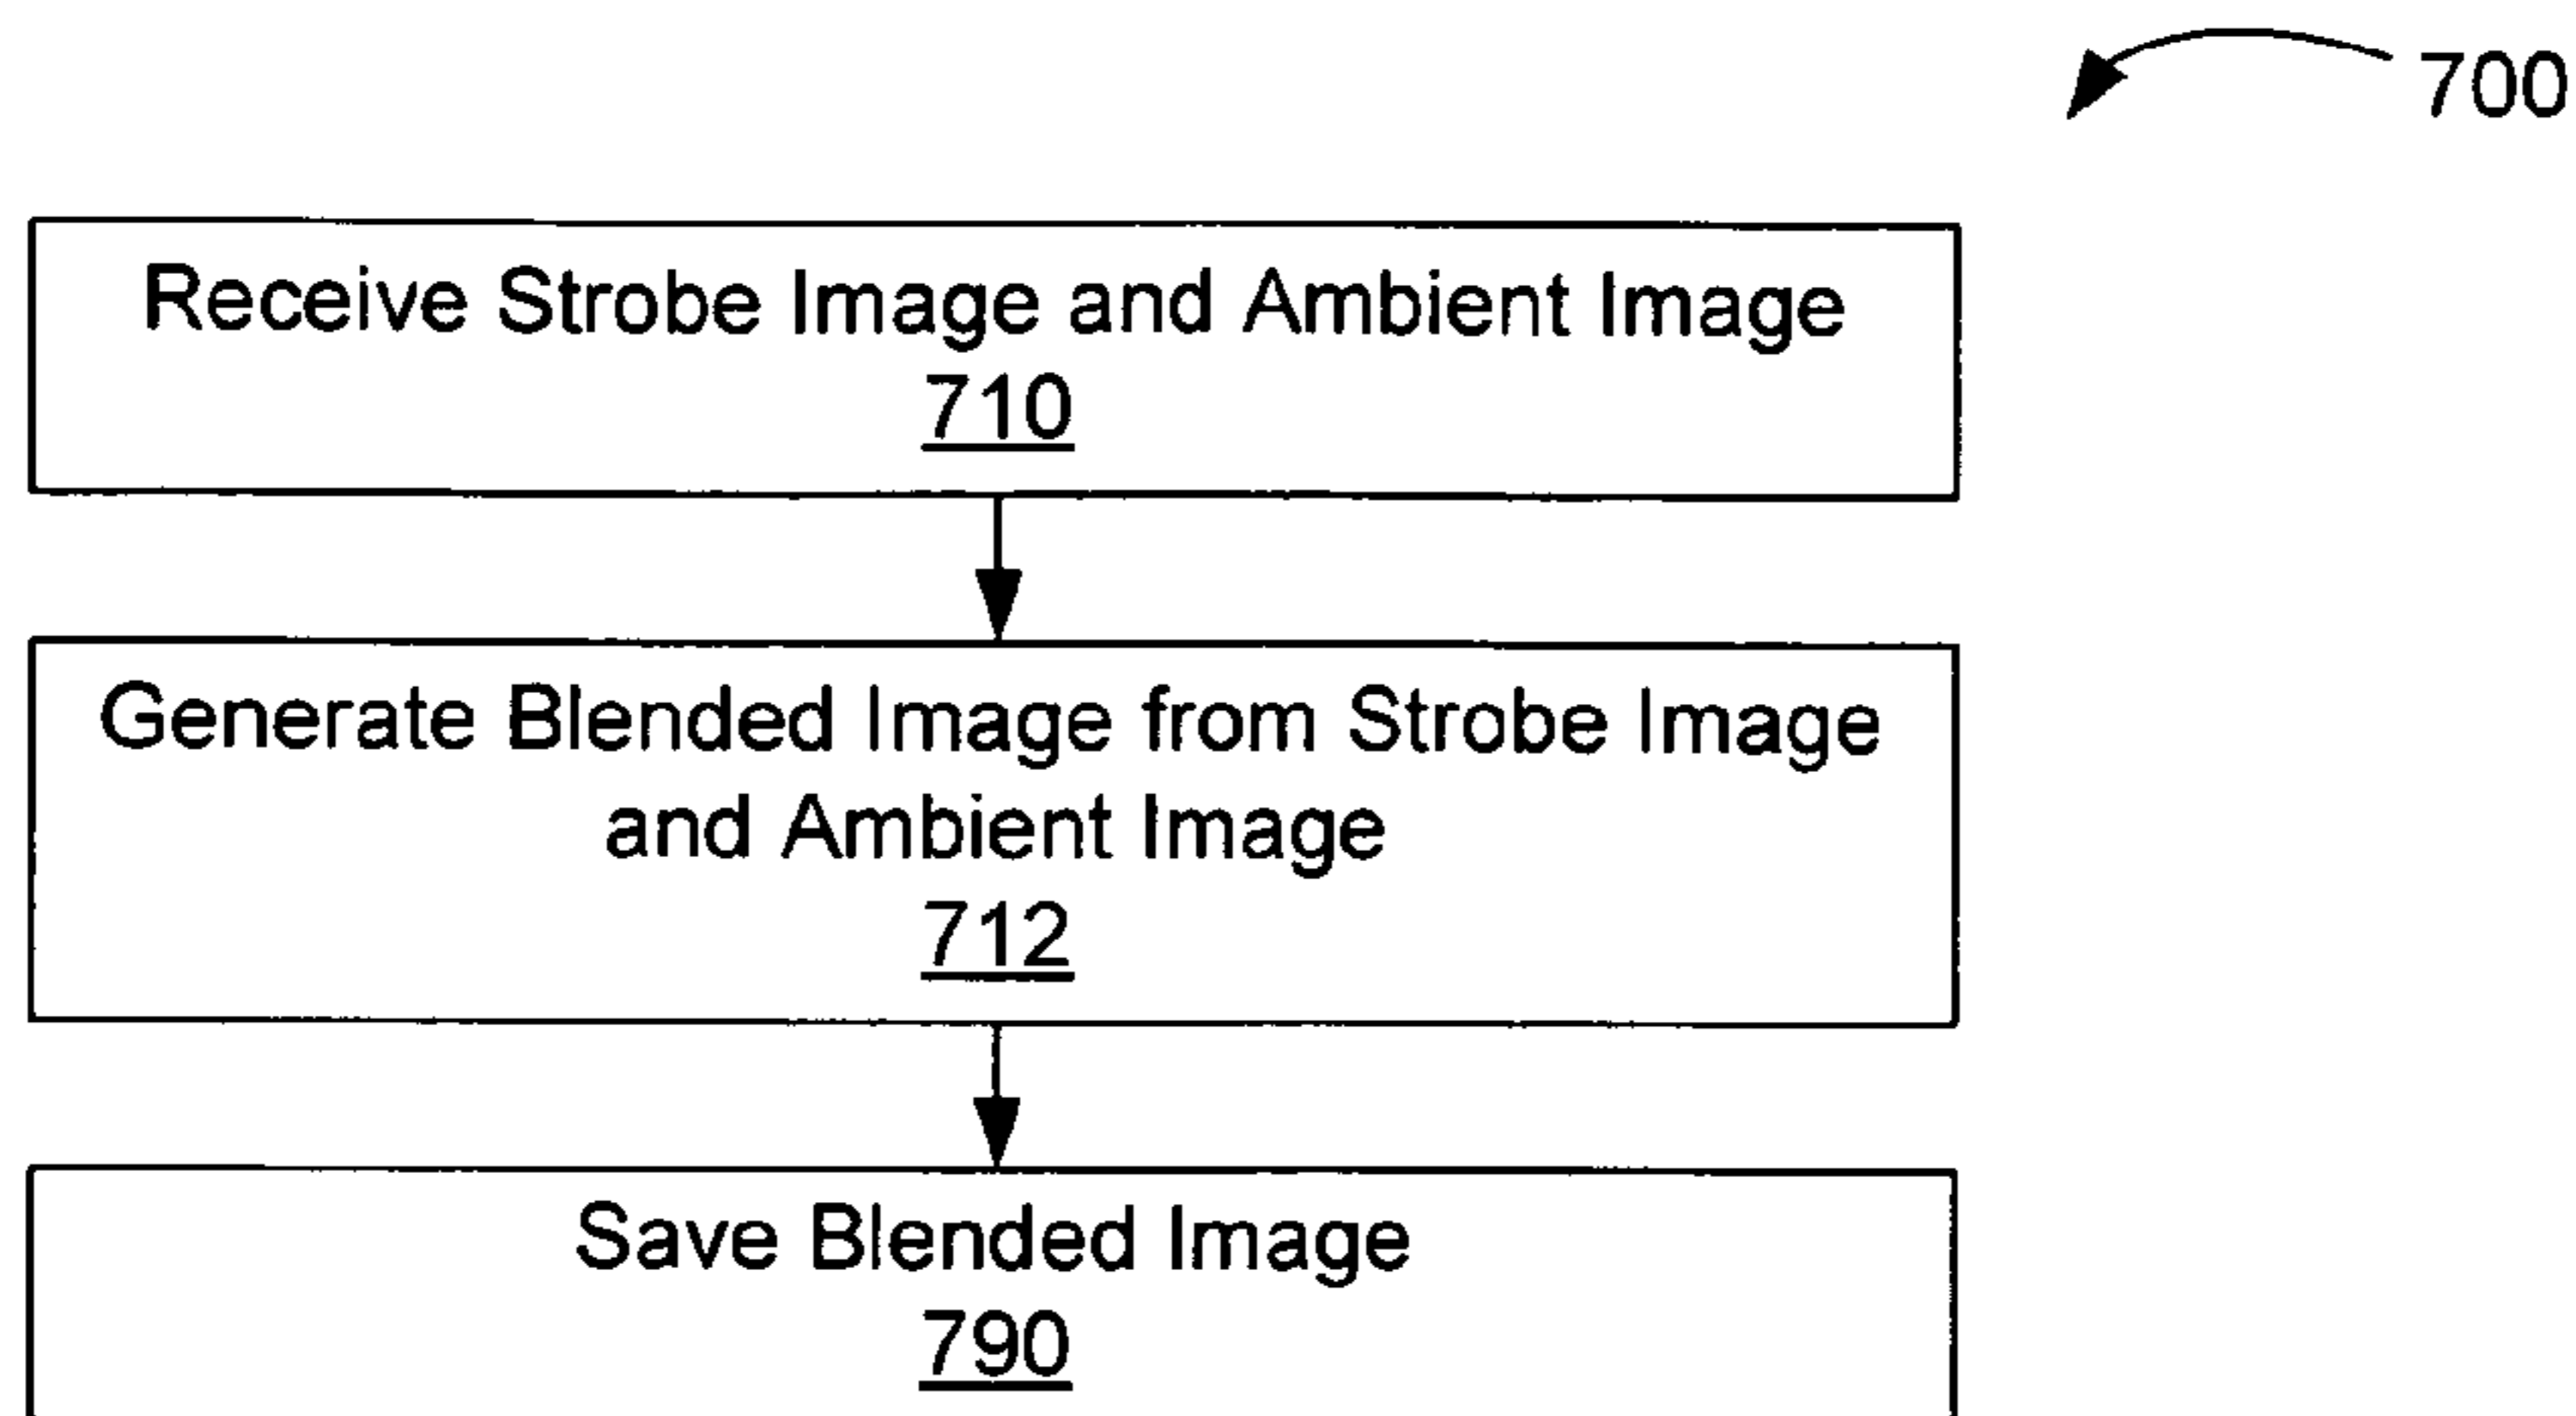 700
Receive Strobe Image and Ambient Image
710
Generate Blended Image from Strobe Image
and Ambient Image
712
Save Blended Image
790